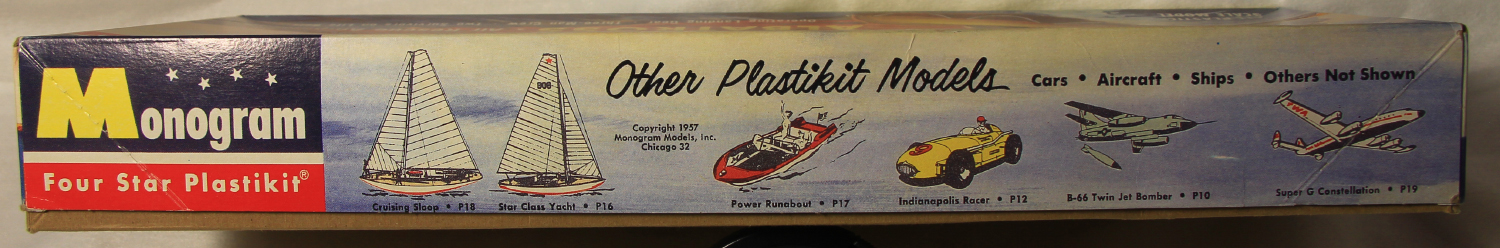 Monogram
Four Star Plastikit®
Other Plastikit Models
Cars • Aircraft • Ships • Others Not Shown
Copyright 1957
Monogram Models, Inc.
Chicago 32
Cruising Sloop • P18
Star Class Yacht • P16
Power Runabout • P17
Indianapolis Racer • P12
B-66 Twin Jet Bomber • P10
Super G Constellation • P19
TWA